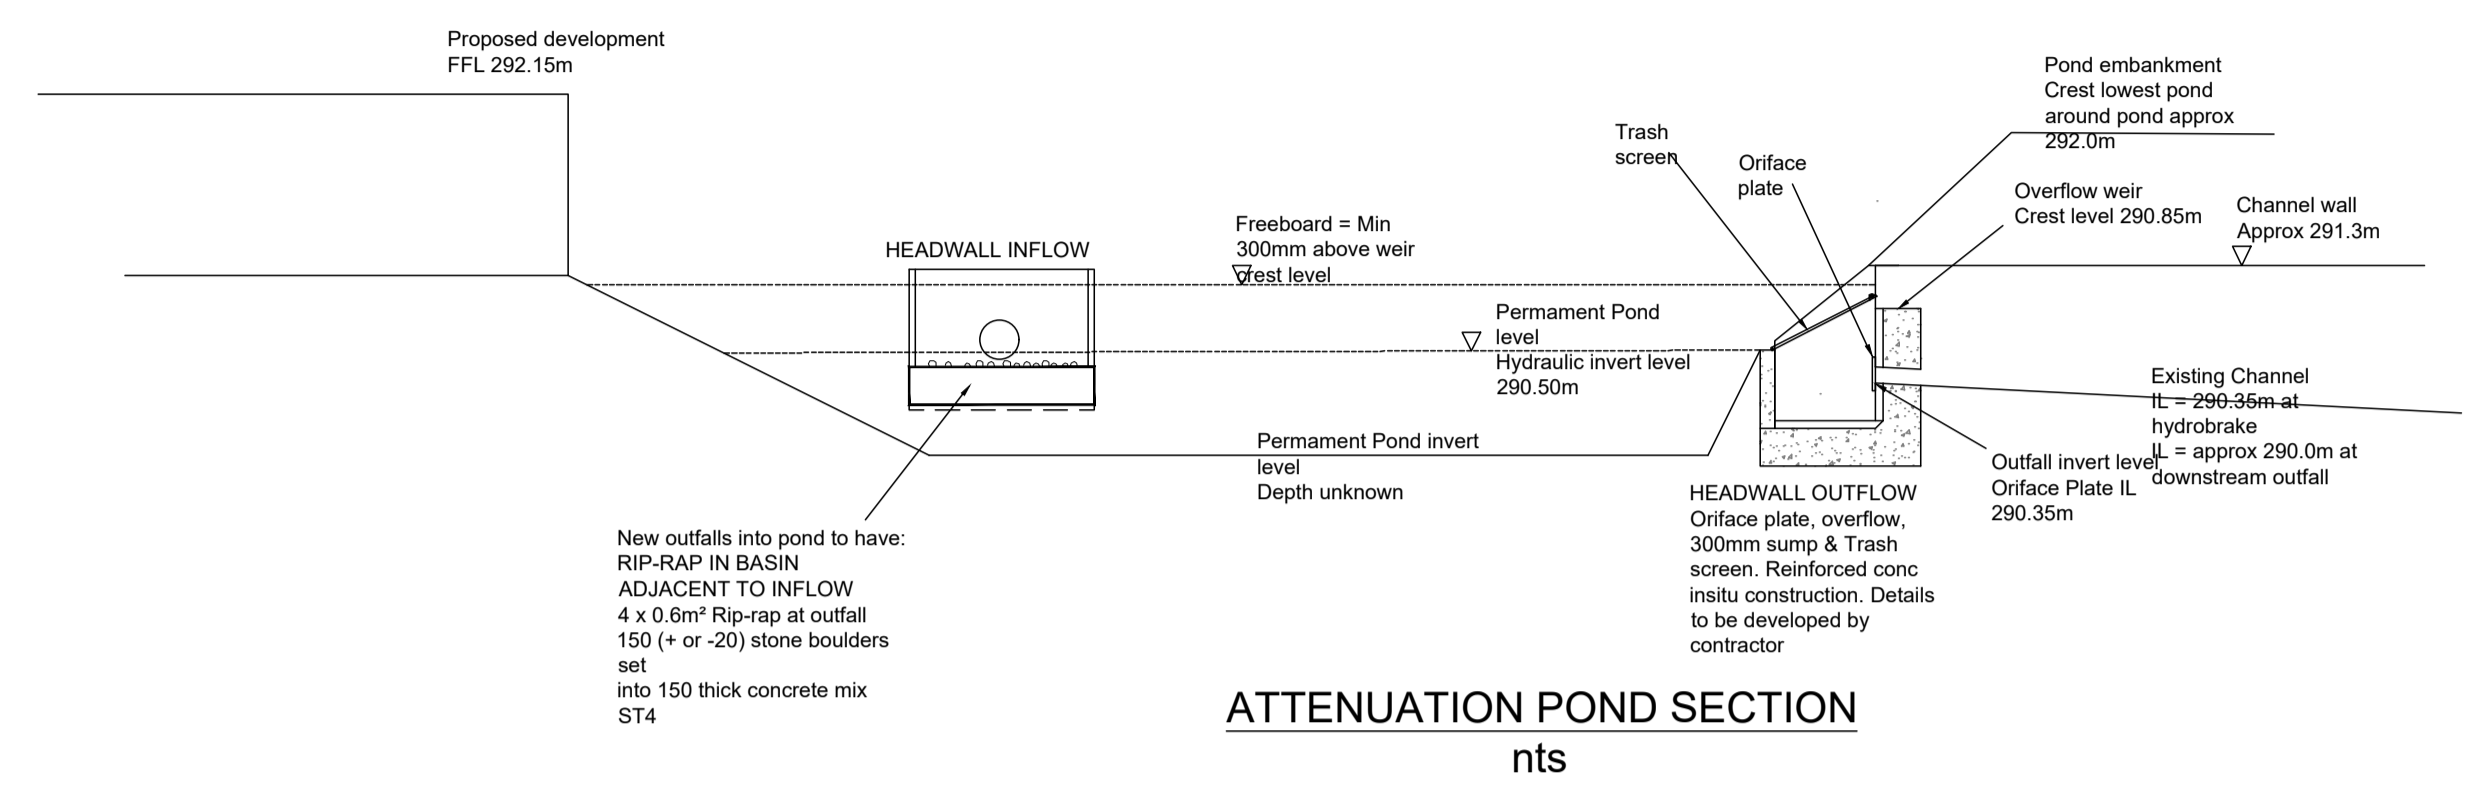 Proposed development
FFL 292.15m
Pond embankment
Crest lowest pond
around pond approx
292.0m
Trash
screen
Oriface
plate
Overflow weir
Crest level 290.85m
Channel wall
Approx 291.3m
HEADWALL INFLOW
Freeboard = Min
300mm above weir
crest level
Permament Pond
level
Hydraulic invert level
290.50m
Existing Channel
IL = 290.35m at
hydrobrake
IL = approx 290.0m at
downstream outfall
Permament Pond invert
level
Depth unknown
Outfall invert level
Oriface Plate IL
290.35m
HEADWALL OUTFLOW
Oriface plate, overflow,
300mm sump & Trash
screen. Reinforced conc
insitu construction. Details
to be developed by
contractor
New outfalls into pond to have:
RIP-RAP IN BASIN
ADJACENT TO INFLOW
4 x 0.6m² Rip-rap at outfall
150 (+ or -20) stone boulders
set
into 150 thick concrete mix
ST4
ATTENUATION POND SECTION
nts